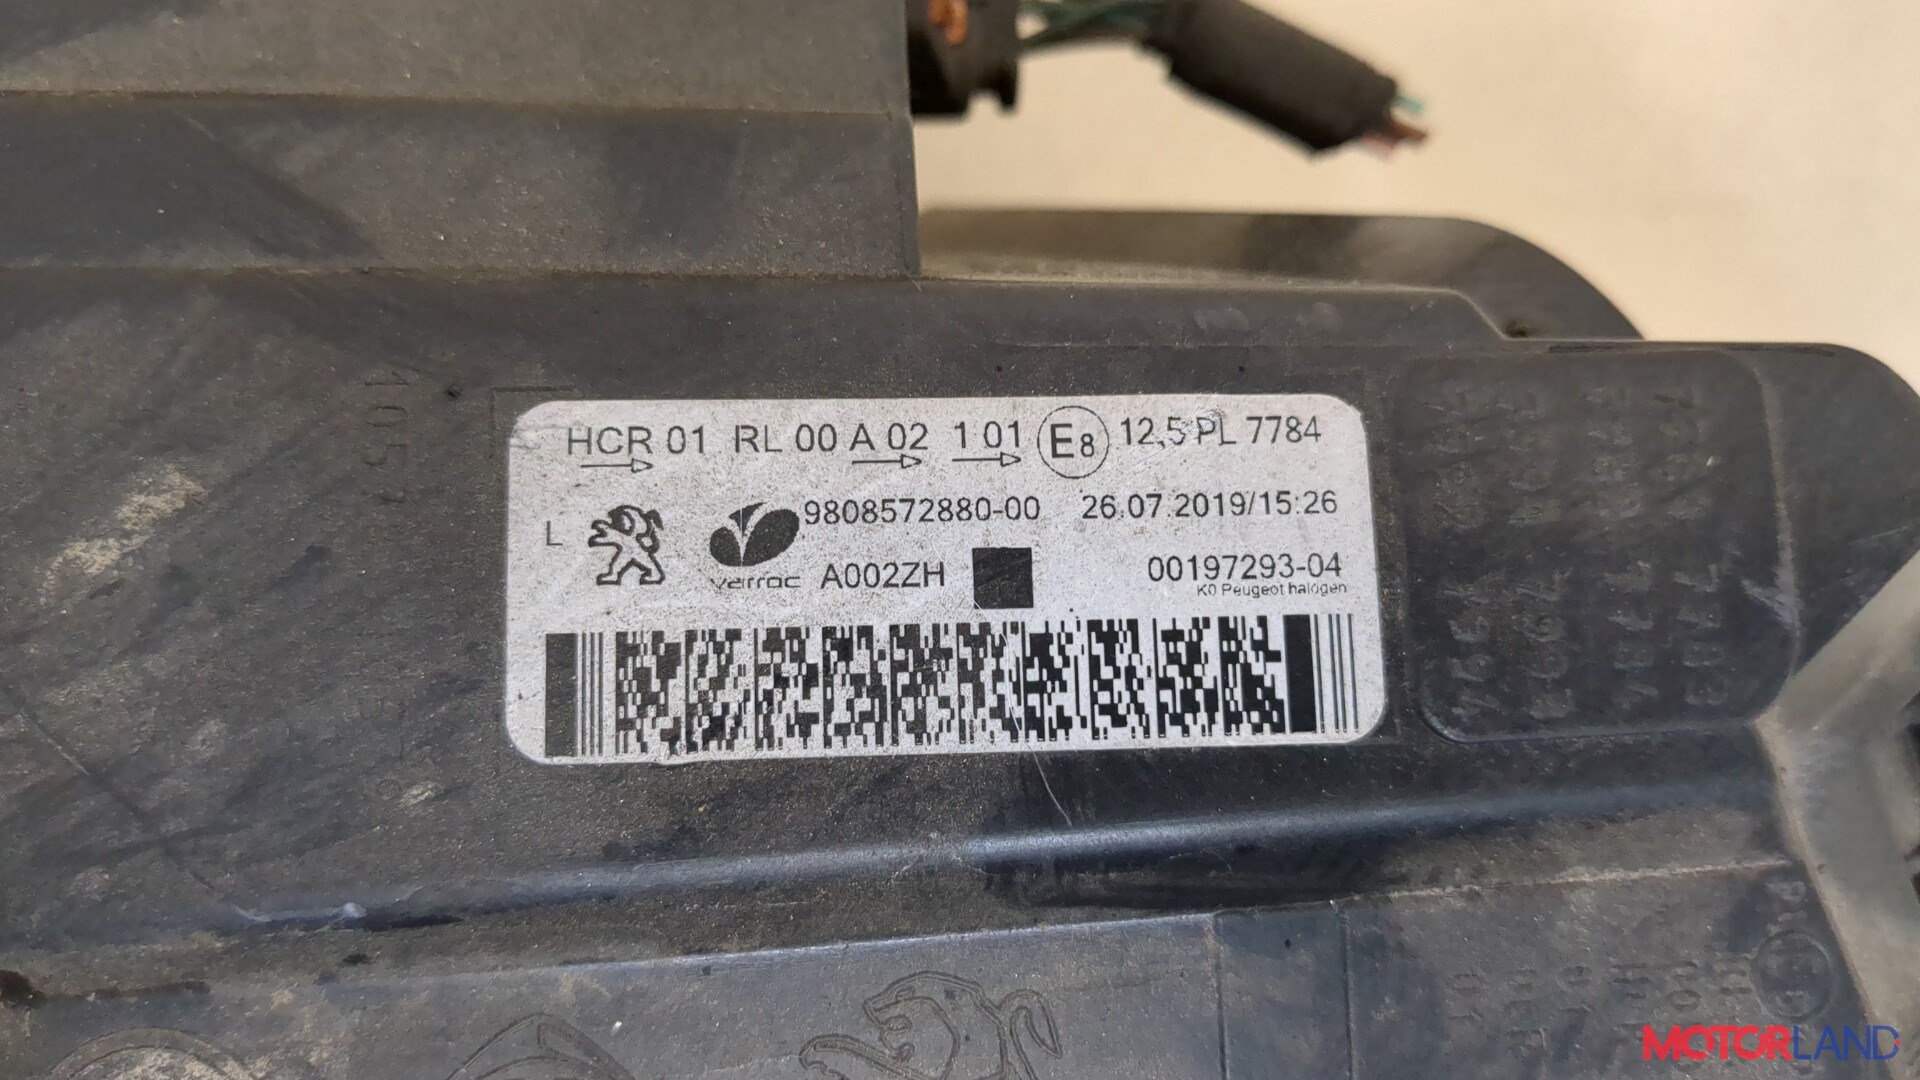 HCR 01 RL 00 A 02 1 01 E8 12,5 PL 7784
L 9808572880-00 26.07.2019/15:26
varroc A002ZH 00197293-04
K0 Peugeot halogen
MOTORLAND